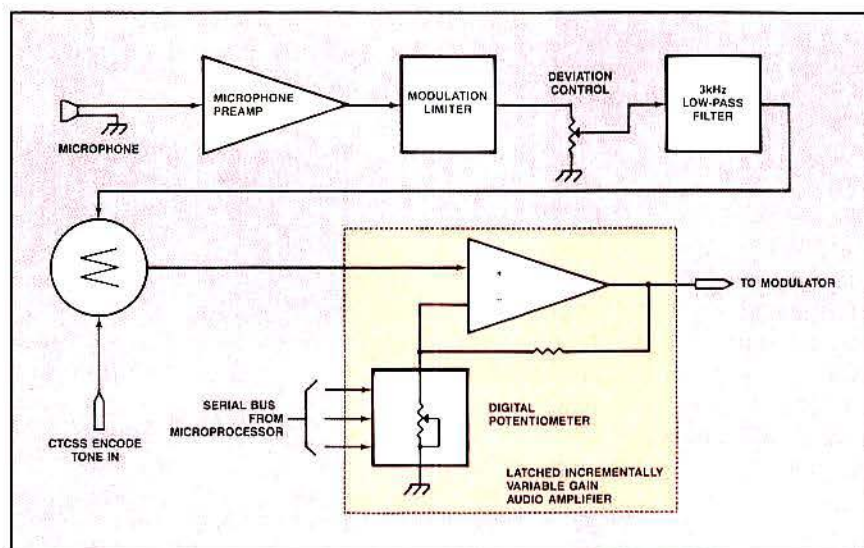 MICROPHONE
MICROPHONE
PREAMP
MODULATION
LIMITER
DEVIATION
CONTROL
3kHz
LOW-PASS
FILTER
TO MODULATOR
CTCSS ENCODE
TONE IN
SERIAL BUS
FROM
MICROPROCESSOR
DIGITAL
POTENTIOMETER
LATCHED INCREMENTALLY
VARIABLE GAIN
AUDIO AMPLIFIER